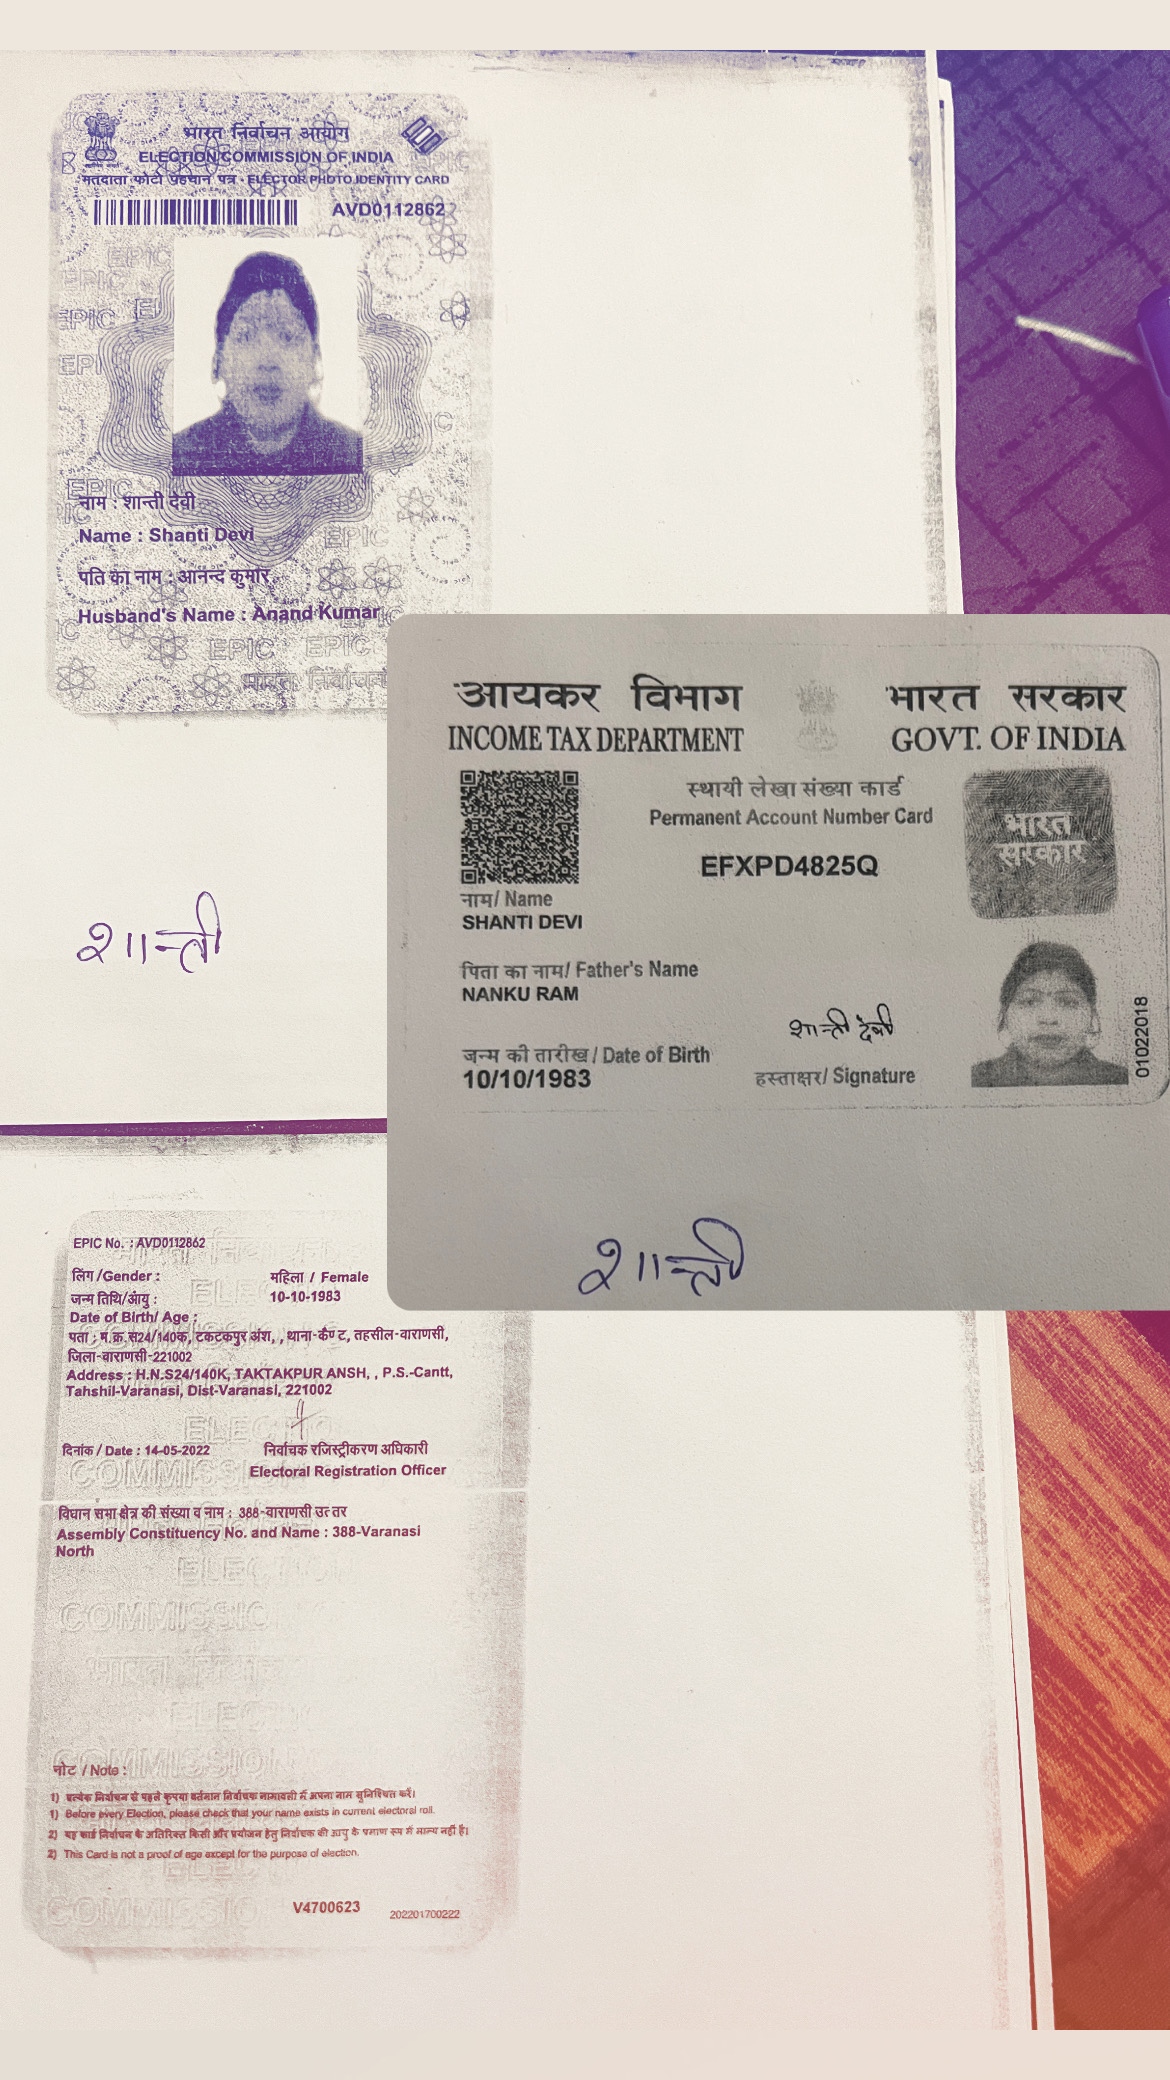 भारत निर्वाचन आयोग
ELECTION COMMISSION OF INDIA
मतदाता फोटो पहचान पत्र - ELECTOR PHOTO IDENTITY CARD
AVD0112862
नाम : शान्ती देवी
Name : Shanti Devi
पति का नाम : आनन्द कुमार
Husband's Name : Anand Kumar
शान्ती
आयकर विभाग
INCOME TAX DEPARTMENT
भारत सरकार
GOVT. OF INDIA
स्थायी लेखा संख्या कार्ड
Permanent Account Number Card
EFXPD4825Q
भारत
सरकार
नाम/ Name
SHANTI DEVI
पिता का नाम/ Father's Name
NANKU RAM
जन्म की तारीख / Date of Birth
10/10/1983
शान्ती देवी
हस्ताक्षर/ Signature
01022018
शान्ती
EPIC No. : AVD0112862
लिंग /Gender : महिला / Female
जन्म तिथि/आयु : 10-10-1983
Date of Birth/ Age :
पता : म.क्र.स24/140क, टकटकपुर अंश, , थाना-कैण्ट, तहसील-वाराणसी,
जिला-वाराणसी-221002
Address : H.N.S24/140K, TAKTAKPUR ANSH, , P.S.-Cantt,
Tahshil-Varanasi, Dist-Varanasi, 221002
दिनांक / Date : 14-05-2022
निर्वाचक रजिस्ट्रीकरण अधिकारी
Electoral Registration Officer
विधान सभा क्षेत्र की संख्या व नाम : 388-वाराणसी उत्तर
Assembly Constituency No. and Name : 388-Varanasi
North
नोट / Note :
1) प्रत्येक निर्वाचन से पहले कृपया वर्तमान निर्वाचक नामावली में अपना नाम सुनिश्चित करें।
1) Before every Election, please check that your name exists in current electoral roll.
2) यह कार्ड निर्वाचन के अतिरिक्त किसी और प्रयोजन हेतु निर्वाचक की आयु के प्रमाण रूप में मान्य नहीं है।
2) This Card is not a proof of age except for the purpose of election.
V4700623
202201700222